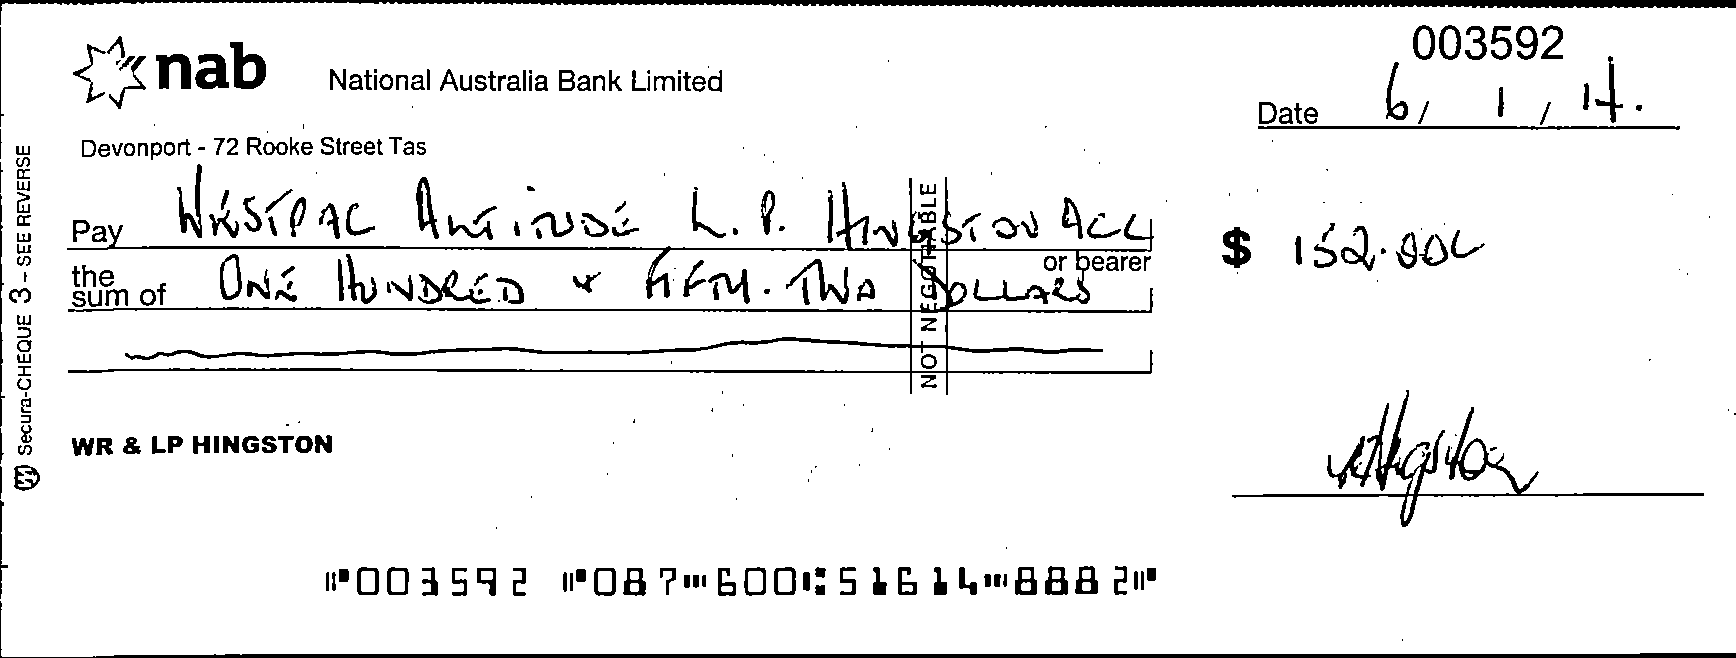 nab
National Australia Bank Limited
003592
Date 6/ 1 / 14.
Devonport - 72 Rooke Street Tas
Pay WESTPAC ALTITUDE L. P. HINGSTON ACC
or bearer
$ 152.00
the sum of ONE HUNDRED & FIFTY. TWO DOLLARS
NOT NEGOTIABLE
WR & LP HINGSTON
Hingston
Secura-CHEQUE 3 – SEE REVERSE
⑈003592 ⑈087⑉600⑆51614⑉8882⑈